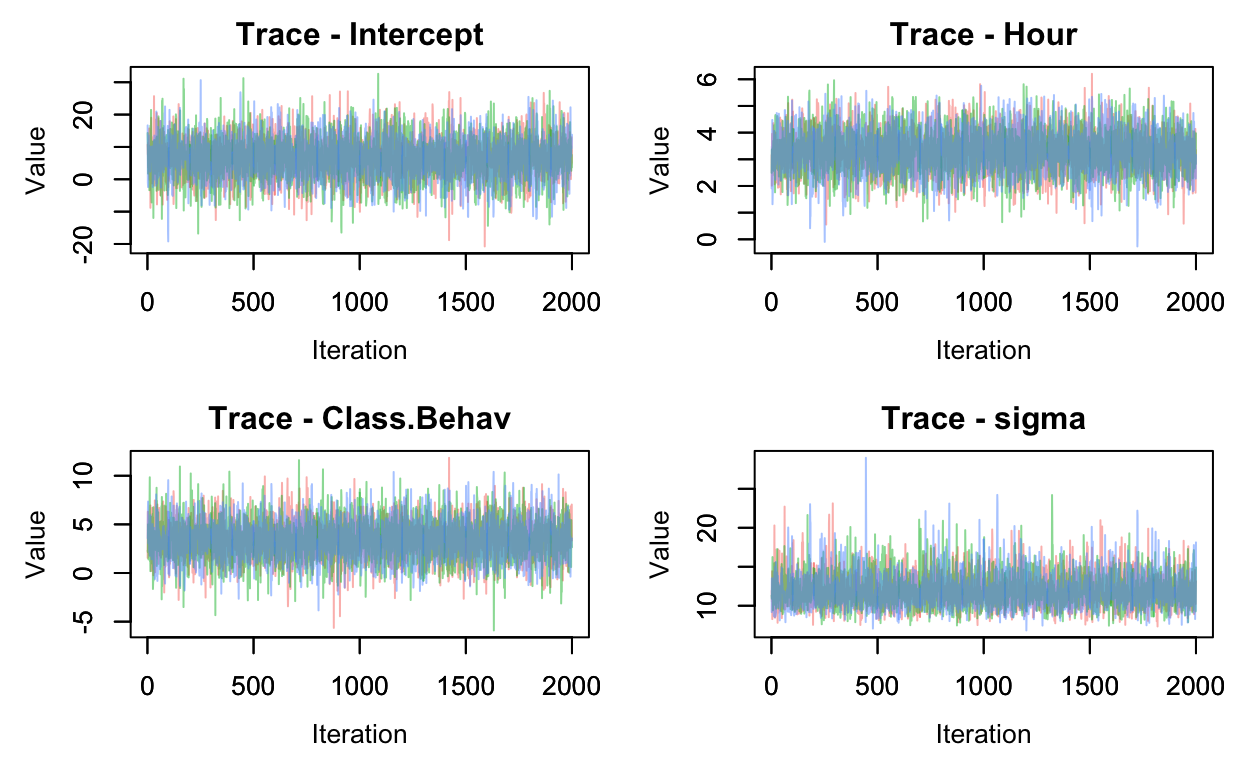 Trace - Intercept
Value
20
0
-20
0 500 1000 1500 2000
Iteration
Trace - Hour
Value
6
4
2
0
0 500 1000 1500 2000
Iteration
Trace - Class.Behav
Value
10
5
0
-5
0 500 1000 1500 2000
Iteration
Trace - sigma
Value
20
10
0 500 1000 1500 2000
Iteration